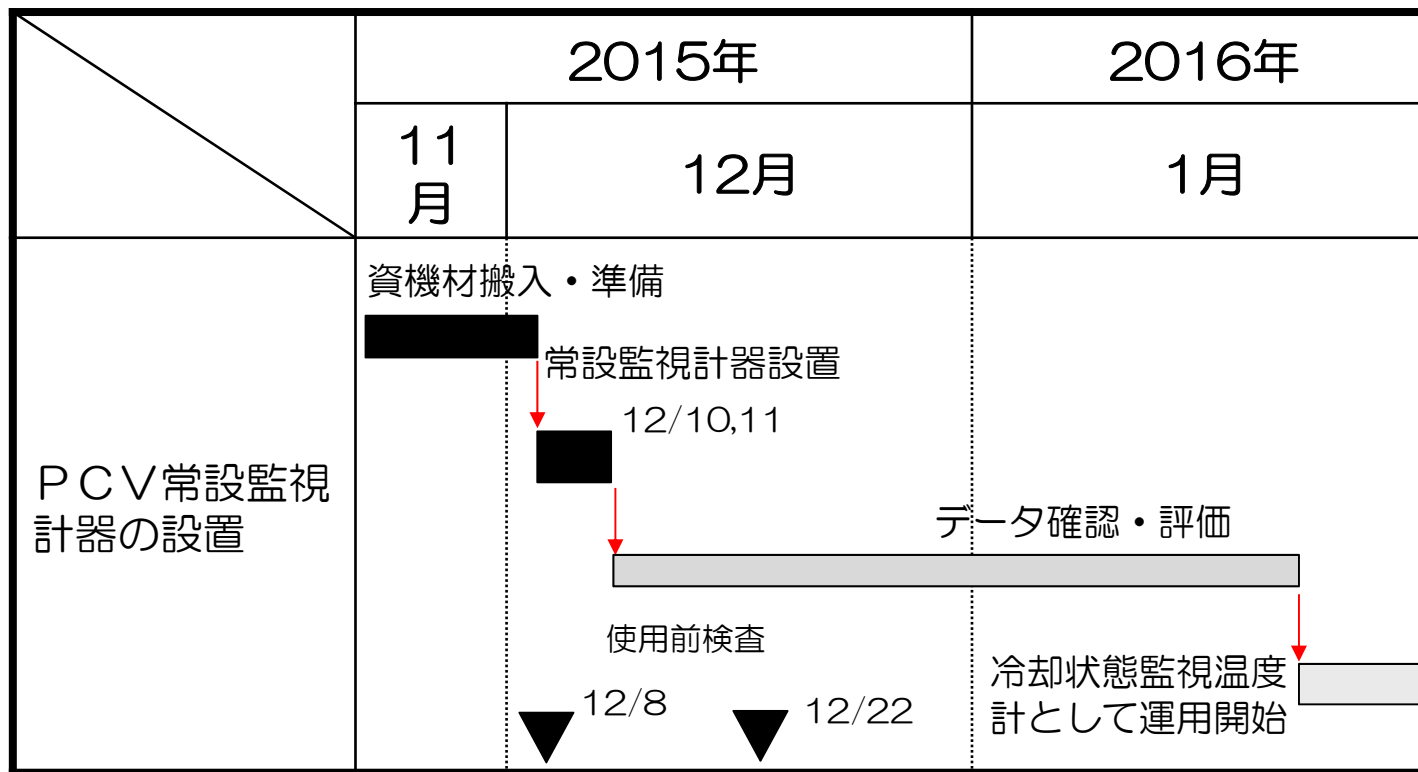 2015年
2016年
11
月
12月
1月
資機材搬入・準備
常設監視計器設置
12/10,11
PCV常設監視
計器の設置
データ確認・評価
使用前検査
12/8
12/22
冷却状態監視温度
計として運用開始